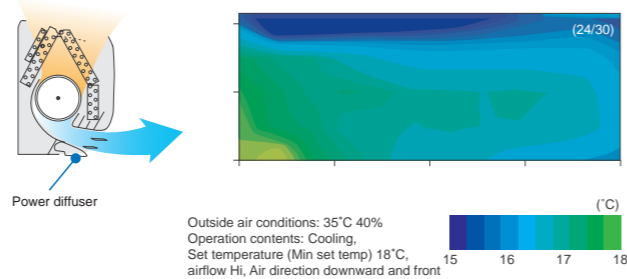 (24/30)
Power diffuser
(˚C)
Outside air conditions: 35˚C 40%
Operation contents: Cooling,
Set temperature (Min set temp) 18˚C,
airflow Hi, Air direction downward and front
15 16 17 18